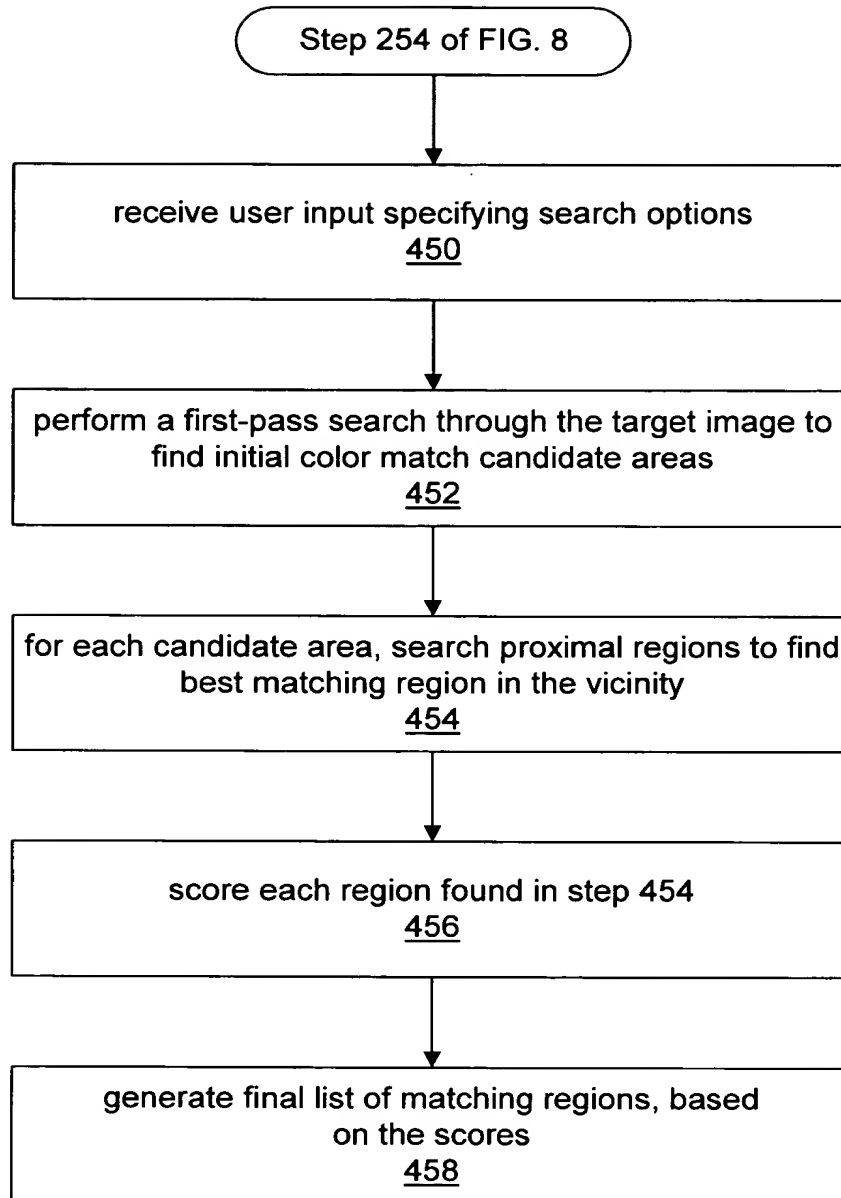 Step 254 of FIG. 8
receive user input specifying search options
450
perform a first-pass search through the target image to
find initial color match candidate areas
452
for each candidate area, search proximal regions to find
best matching region in the vicinity
454
score each region found in step 454
456
generate final list of matching regions, based
on the scores
458